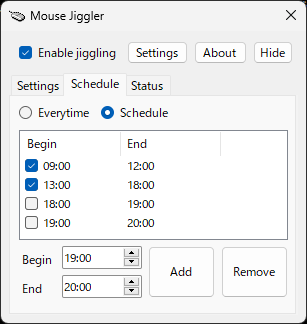 Mouse Jiggler
Enable jiggling Settings About Hide
Settings Schedule Status
Everytime Schedule
Begin End
09:00 12:00
13:00 18:00
18:00 19:00
19:00 20:00
Begin 19:00
End 20:00
Add Remove